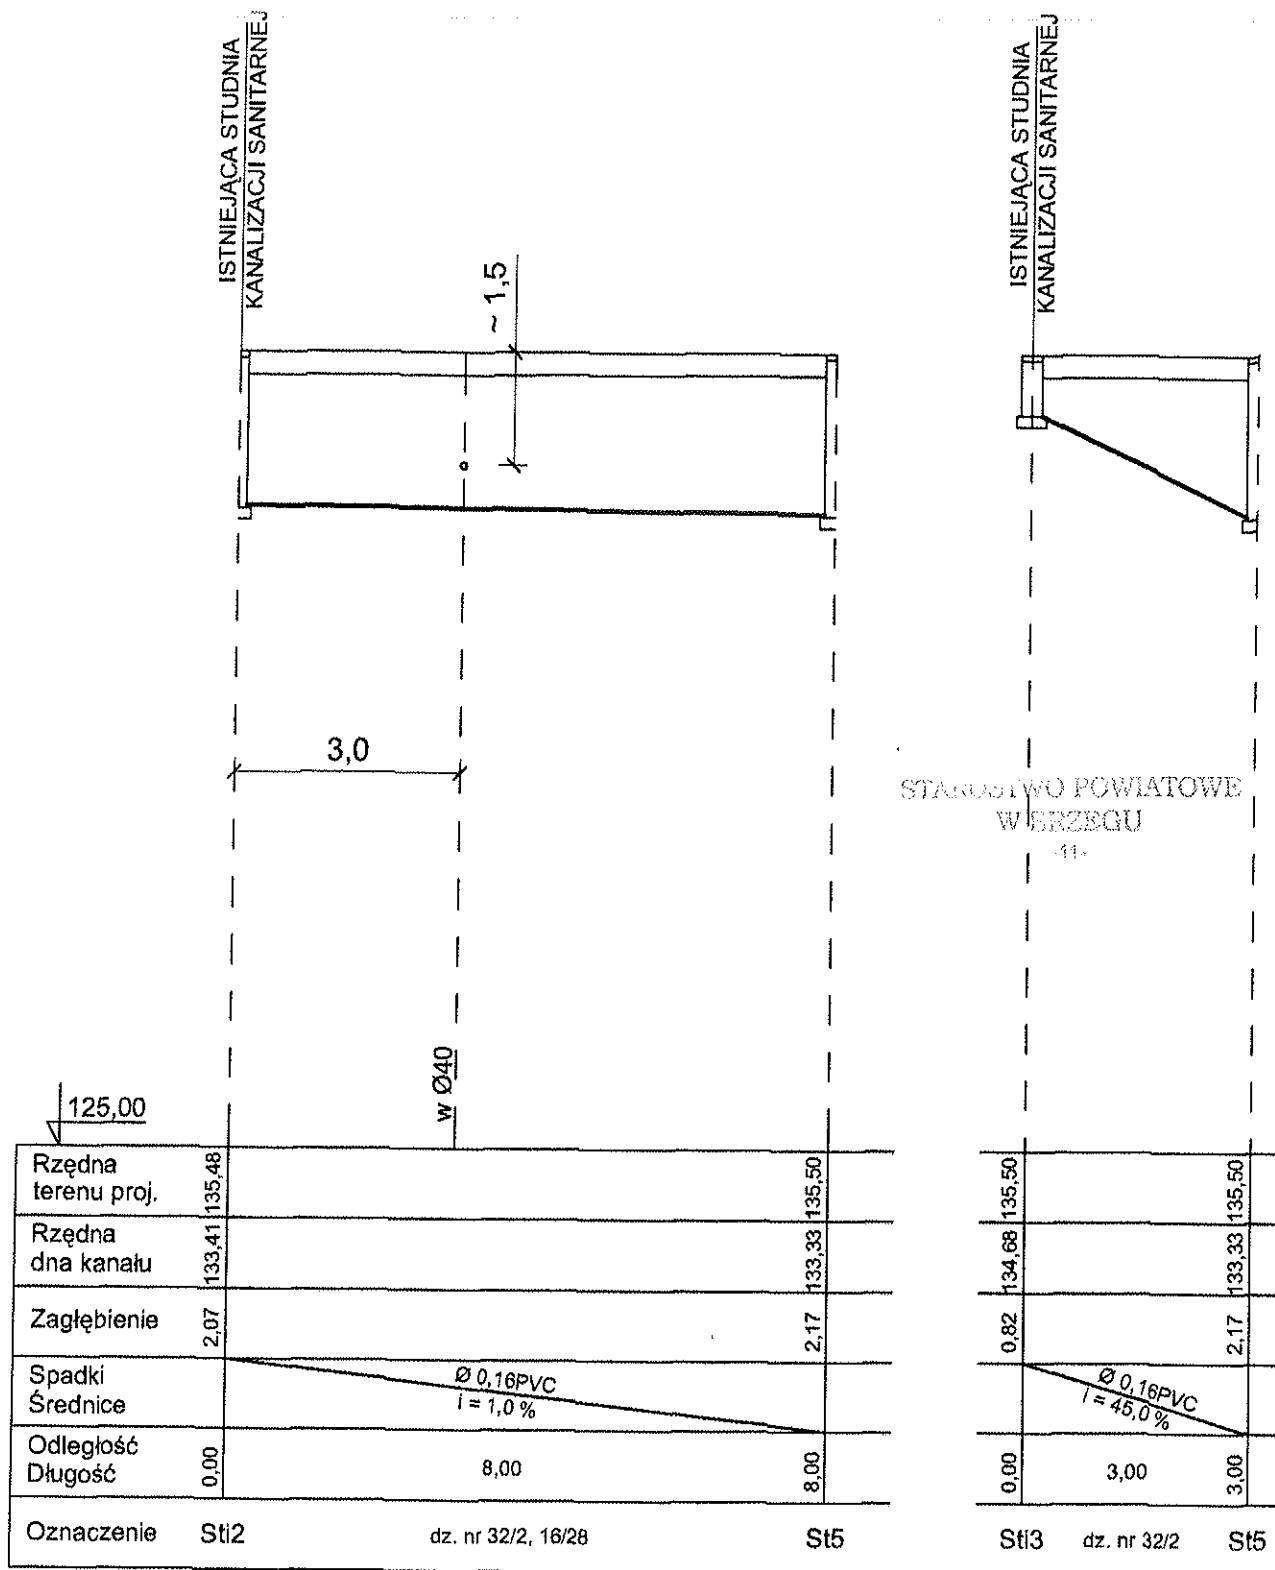 ISTNIEJĄCA STUDNIA
KANALIZACJI SANITARNEJ
ISTNIEJĄCA STUDNIA
KANALIZACJI SANITARNEJ
~ 1,5
3,0
STAROSTWO POWIATOWE
W BRZEGU
-11-
w Ø40
125,00
Rzędna
terenu proj.
135,48
135,50
135,50
135,50
Rzędna
dna kanału
133,41
133,33
134,68
133,33
Zagłębienie
2,07
2,17
0,82
2,17
Spadki
Średnice
Ø 0,16PVC
i = 1,0 %
Ø 0,16PVC
i = 45,0 %
Odległość
Długość
0,00
8,00
8,00
0,00
3,00
3,00
Oznaczenie
Sti2
dz. nr 32/2, 16/28
St5
Sti3
dz. nr 32/2
St5